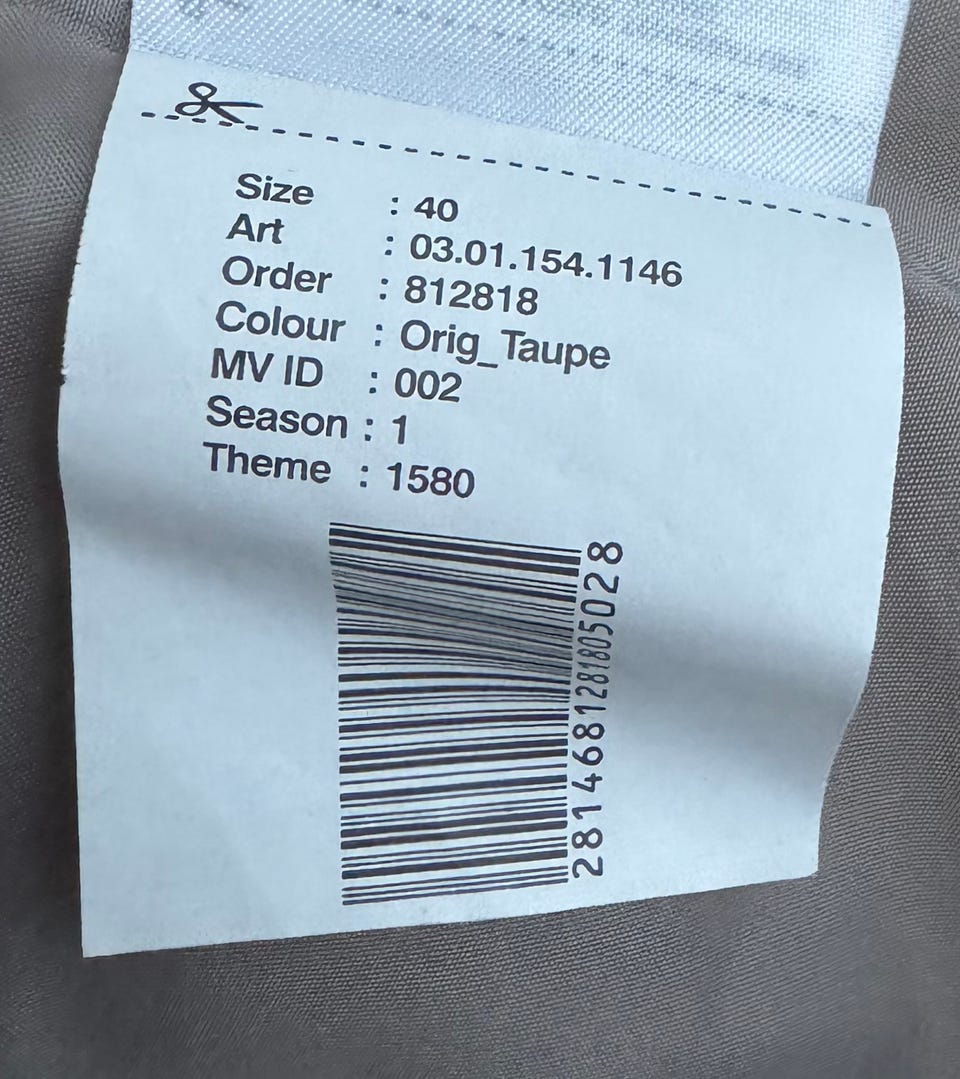 Size : 40
Art : 03.01.154.1146
Order : 812818
Colour : Orig_Taupe
MV ID : 002
Season : 1
Theme : 1580
2814681281805028